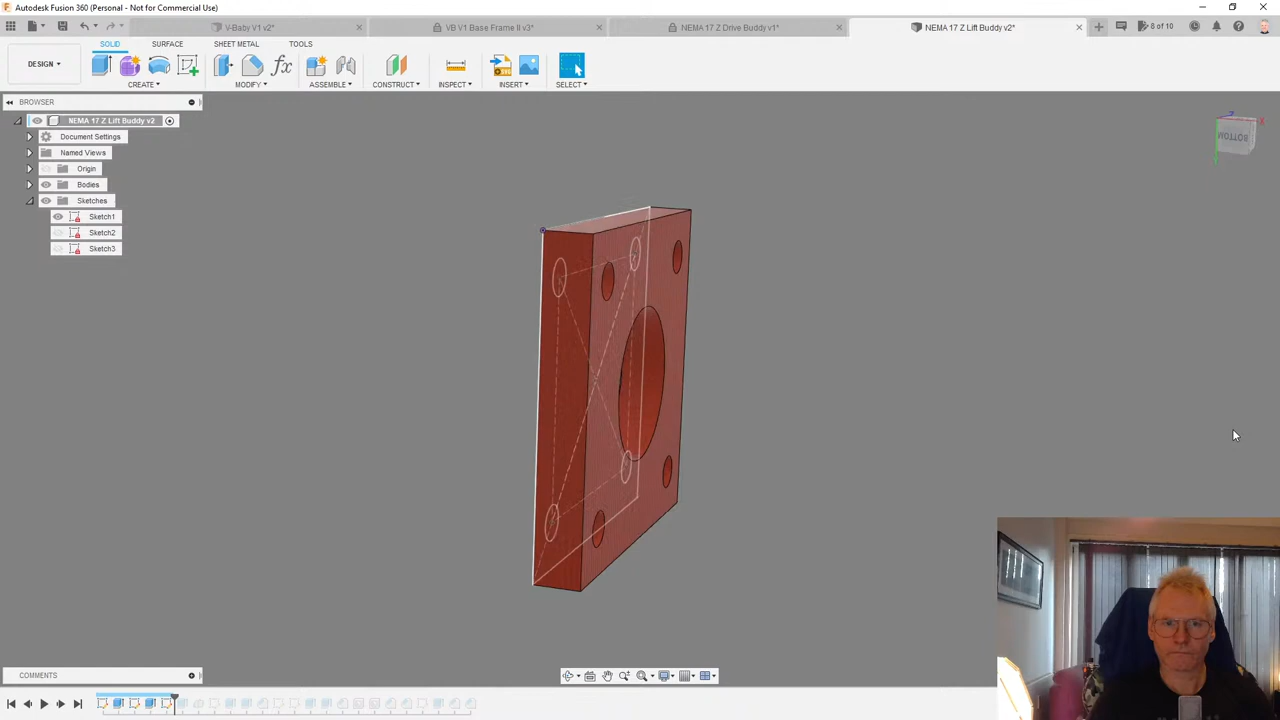 Autodesk Fusion 360 (Personal - Not for Commercial Use)
V-Baby V1 v2*
VB V1 Base Frame II v3*
NEMA 17 Z Drive Buddy v1*
NEMA 17 Z Lift Buddy v2*
8 of 10
SOLID
SURFACE
SHEET METAL
TOOLS
DESIGN
CREATE
MODIFY
ASSEMBLE
CONSTRUCT
INSPECT
INSERT
SELECT
BROWSER
NEMA 17 Z Lift Buddy v2
Document Settings
Named Views
Origin
Bodies
Sketches
Sketch1
Sketch2
Sketch3
Z
X
BOTTOM
COMMENTS